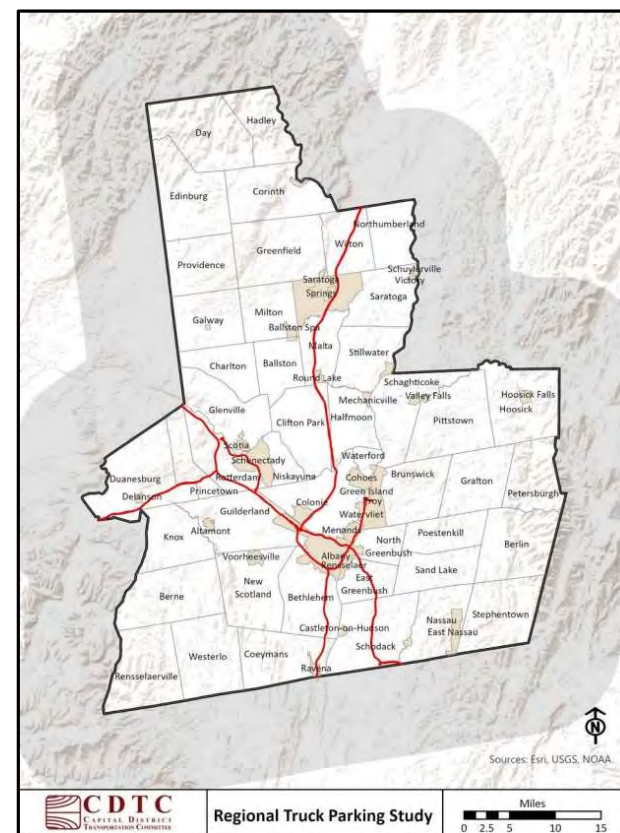 Hadley
Day
Edinburg
Corinth
Northumberland
Wilton
Greenfield
Providence
Saratoga
Springs
Schuylerville
Victory
Saratoga
Galway
Milton
Ballston Spa
Malta
Stillwater
Charlton
Ballston
Round Lake
Schaghticoke
Hoosick Falls
Mechanicville
Valley Falls
Hoosick
Glenville
Clifton Park
Halfmoon
Pittstown
Scotia
Waterford
Schenectady
Cohoes
Brunswick
Grafton
Duanesburg
Rotterdam
Niskayuna
Green Island
Petersburgh
Delanson
Princetown
Colonie
Troy
Watervliet
Guilderland
Menands
North
Greenbush
Poestenkill
Knox
Altamont
Berlin
Voorheesville
Albany
Rensselaer
Sand Lake
Berne
New
Scotland
Bethlehem
East
Greenbush
Stephentown
Nassau
Castleton-on-Hudson
East Nassau
Schodack
Westerlo
Coeymans
Ravena
Rensselaerville
N
Sources: Esri, USGS, NOAA
CDTC
CAPITAL DISTRICT
TRANSPORTATION COMMITTEE
Regional Truck Parking Study
Miles
0 2.5 5 10 15